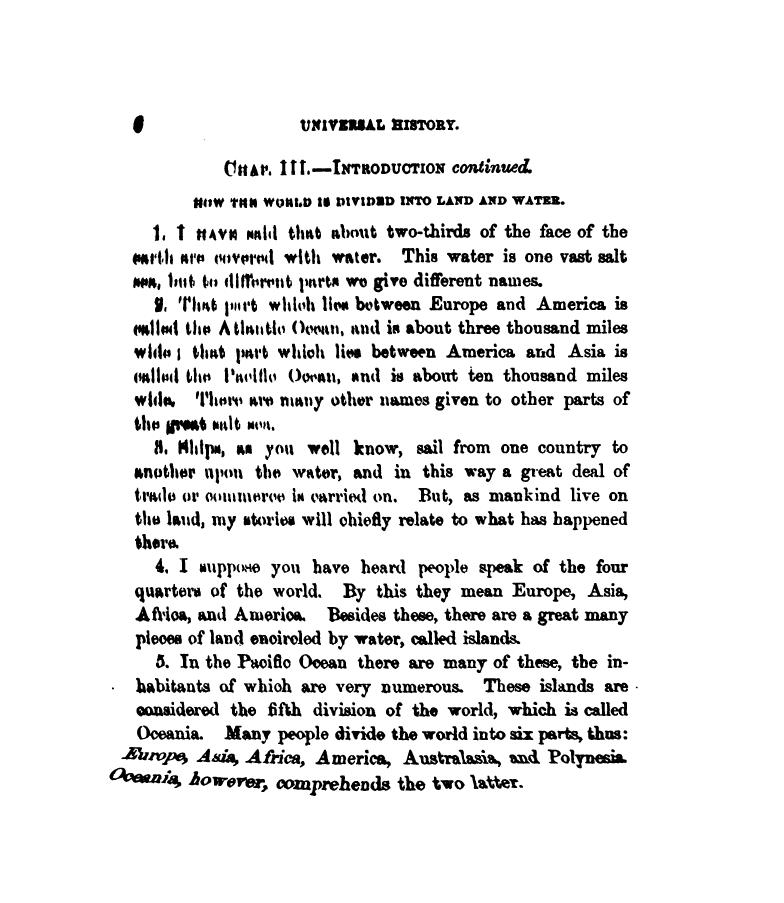 6 UNIVERSAL HISTORY.
CHAP. III.—INTRODUCTION continued.
HOW THE WORLD IS DIVIDED INTO LAND AND WATER.
1. I HAVE said that about two-thirds of the face of the
earth are covered with water. This water is one vast salt
sea, but to different parts we give different names.
2. That part which lies between Europe and America is
called the Atlantic Ocean, and is about three thousand miles
wide; that part which lies between America and Asia is
called the Pacific Ocean, and is about ten thousand miles
wide. There are many other names given to other parts of
the great salt sea.
3. Ships, as you well know, sail from one country to
another upon the water, and in this way a great deal of
trade or commerce is carried on. But, as mankind live on
the land, my stories will chiefly relate to what has happened
there.
4. I suppose you have heard people speak of the four
quarters of the world. By this they mean Europe, Asia,
Africa, and America. Besides these, there are a great many
pieces of land encircled by water, called islands.
5. In the Pacific Ocean there are many of these, the in-
habitants of which are very numerous. These islands are
considered the fifth division of the world, which is called
Oceania. Many people divide the world into six parts, thus:
Europe, Asia, Africa, America, Australasia, and Polynesia.
Oceania, however, comprehends the two latter.